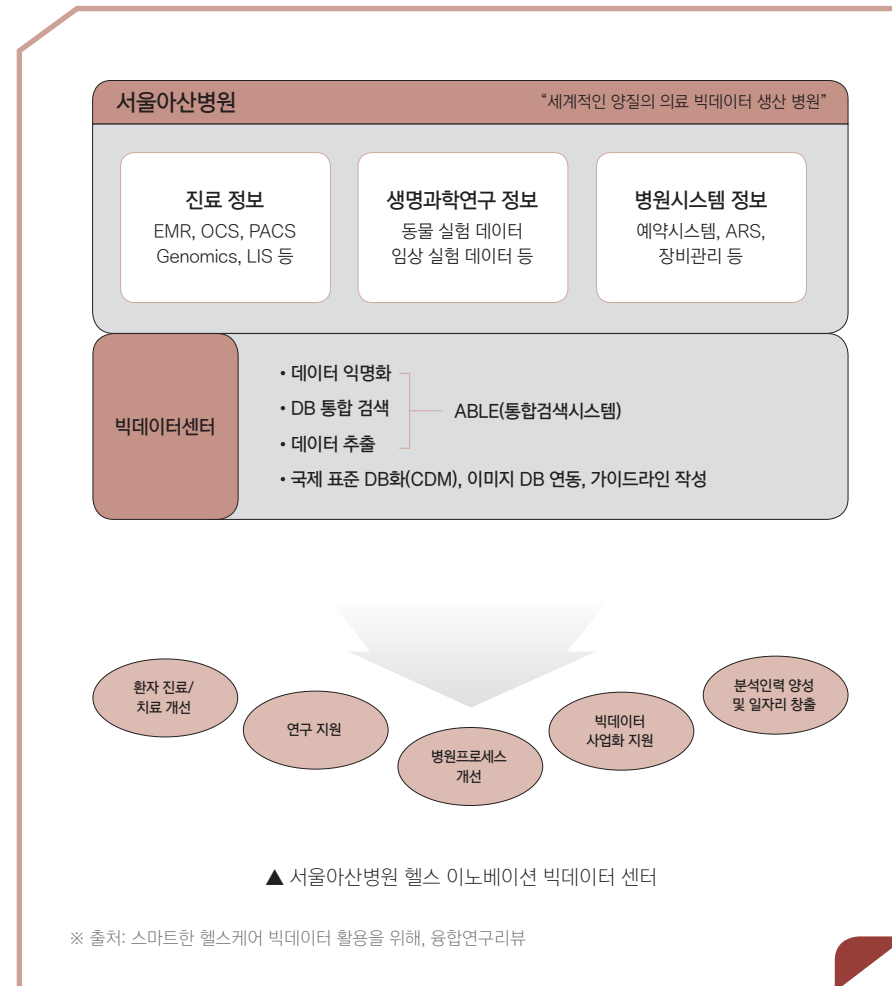 서울아산병원
“세계적인 양질의 의료 빅데이터 생산 병원”
진료 정보
EMR, OCS, PACS
Genomics, LIS 등
생명과학연구 정보
동물 실험 데이터
임상 실험 데이터 등
병원시스템 정보
예약시스템, ARS,
장비관리 등
빅데이터센터
• 데이터 익명화
• DB 통합 검색
• 데이터 추출
ABLE(통합검색시스템)
• 국제 표준 DB화(CDM), 이미지 DB 연동, 가이드라인 작성
환자 진료/
치료 개선
연구 지원
병원프로세스
개선
빅데이터
사업화 지원
분석인력 양성
및 일자리 창출
▲ 서울아산병원 헬스 이노베이션 빅데이터 센터
※ 출처: 스마트한 헬스케어 빅데이터 활용을 위해, 융합연구리뷰